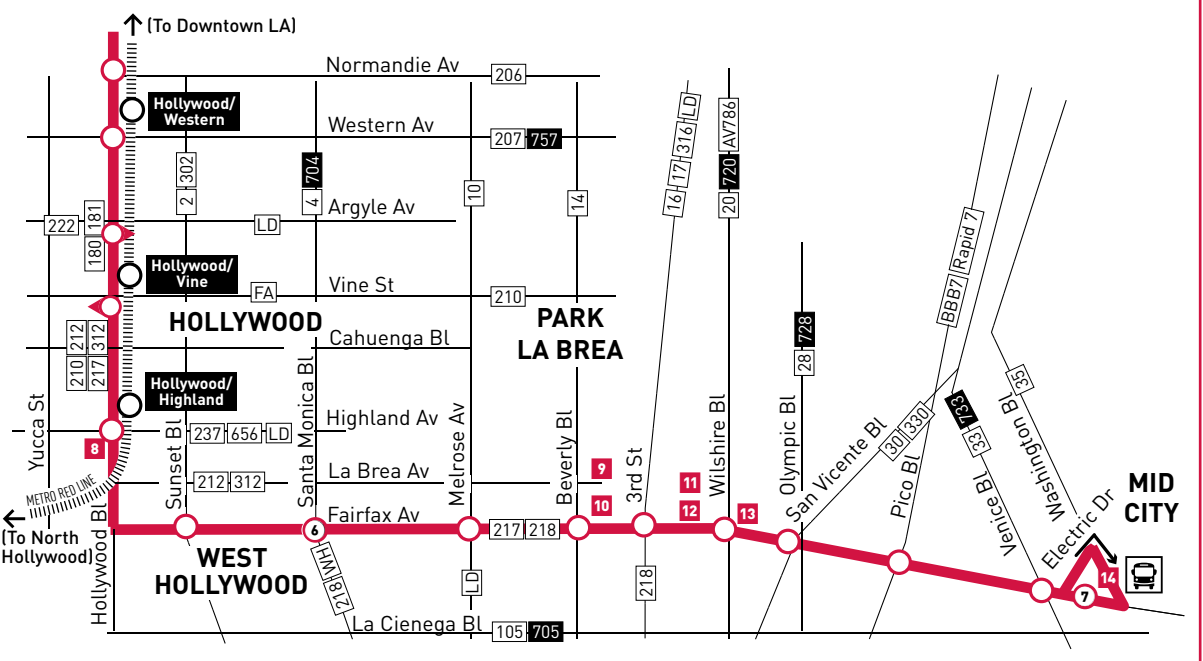 (To Downtown LA)
Normandie Av
206
Hollywood/
Western
Western Av
207 757
16 17 316 LD
20 720 AV786
2 302
4 704
10
14
Argyle Av
222
180 181
LD
Hollywood/
Vine
Vine St
FA
210
BBB7 Rapid 7
HOLLYWOOD
PARK
LA BREA
Cahuenga Bl
210 212
217 312
28 728
Hollywood/
Highland
Highland Av
237 656 LD
8
La Brea Av
212 312
9
10
11
12
13
30 330
733
33
35
Yucca St
Hollywood Bl
Sunset Bl
Santa Monica Bl
Melrose Av
Beverly Bl
3rd St
Wilshire Bl
Olympic Bl
San Vicente Bl
Pico Bl
Venice Bl
Washington Bl
Electric Dr
METRO RED LINE
(To North
Hollywood)
Fairfax Av
6
217 218
WEST
HOLLYWOOD
218 WH
LD
218
MID
CITY
14
7
La Cienega Bl
105 705